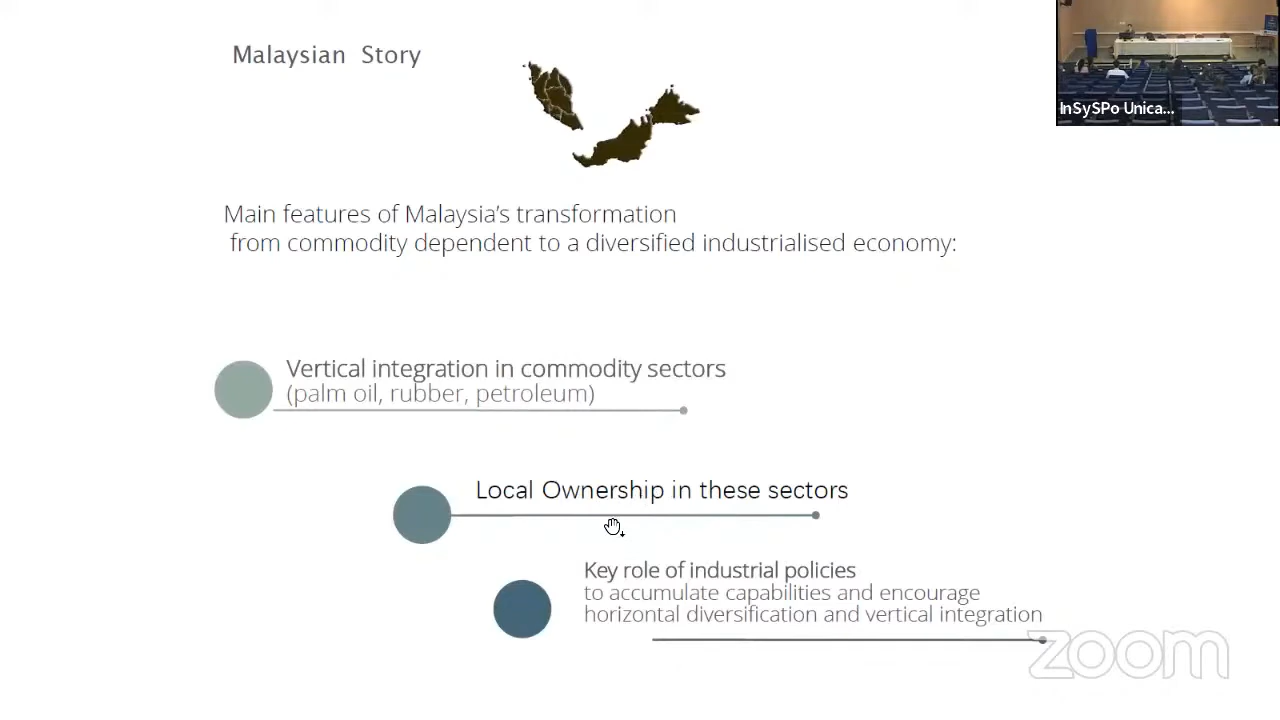 Malaysian Story
InSySPo Unica...
Main features of Malaysia's transformation
from commodity dependent to a diversified industrialised economy:
Vertical integration in commodity sectors
(palm oil, rubber, petroleum)
Local Ownership in these sectors
Key role of industrial policies
to accumulate capabilities and encourage
horizontal diversification and vertical integration
zoom